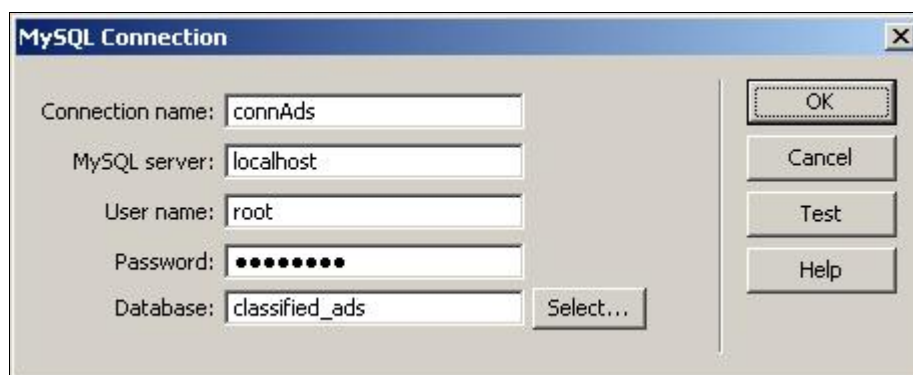 MySQL Connection
Connection name: connAds
MySQL server: localhost
User name: root
Password: ●●●●●●●●
Database: classified_ads Select...
OK
Cancel
Test
Help